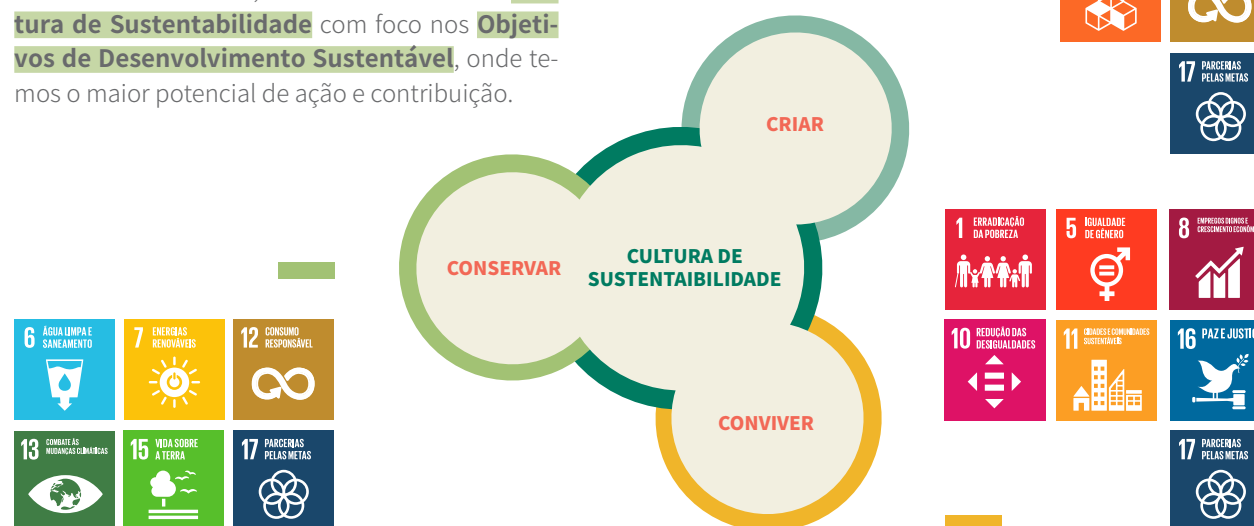 tura de Sustentabilidade com foco nos Objeti-
vos de Desenvolvimento Sustentável, onde te-
mos o maior potencial de ação e contribuição.
CRIAR
CONSERVAR
CULTURA DE
SUSTENTAIBILIDADE
CONVIVER
6 ÁGUA LIMPA E
SANEAMENTO
7 ENERGIAS
RENOVÁVEIS
12 CONSUMO
RESPONSÁVEL
13 COMBATE ÀS
MUDANÇAS CLIMÁTICAS
15 VIDA SOBRE
A TERRA
17 PARCERIAS
PELAS METAS
17 PARCERIAS
PELAS METAS
1 ERRADICAÇÃO
DA POBREZA
5 IGUALDADE
DE GÊNERO
8 EMPREGOS DIGNOS E
CRESCIMENTO
10 REDUÇÃO DAS
DESIGUALDADES
11 CIDADES E COMUNIDADES
SUSTENTÁVEIS
16 PAZ E
17 PARCERIAS
PELAS METAS